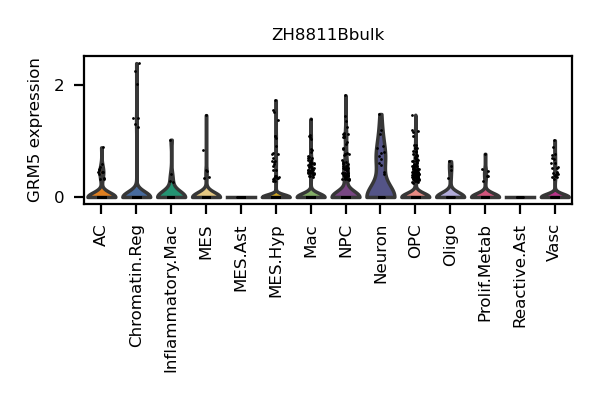 ZH8811Bbulk
GRM5 expression
2
0
AC
Chromatin.Reg
Inflammatory.Mac
MES
MES.Ast
MES.Hyp
Mac
NPC
Neuron
OPC
Oligo
Prolif.Metab
Reactive.Ast
Vasc